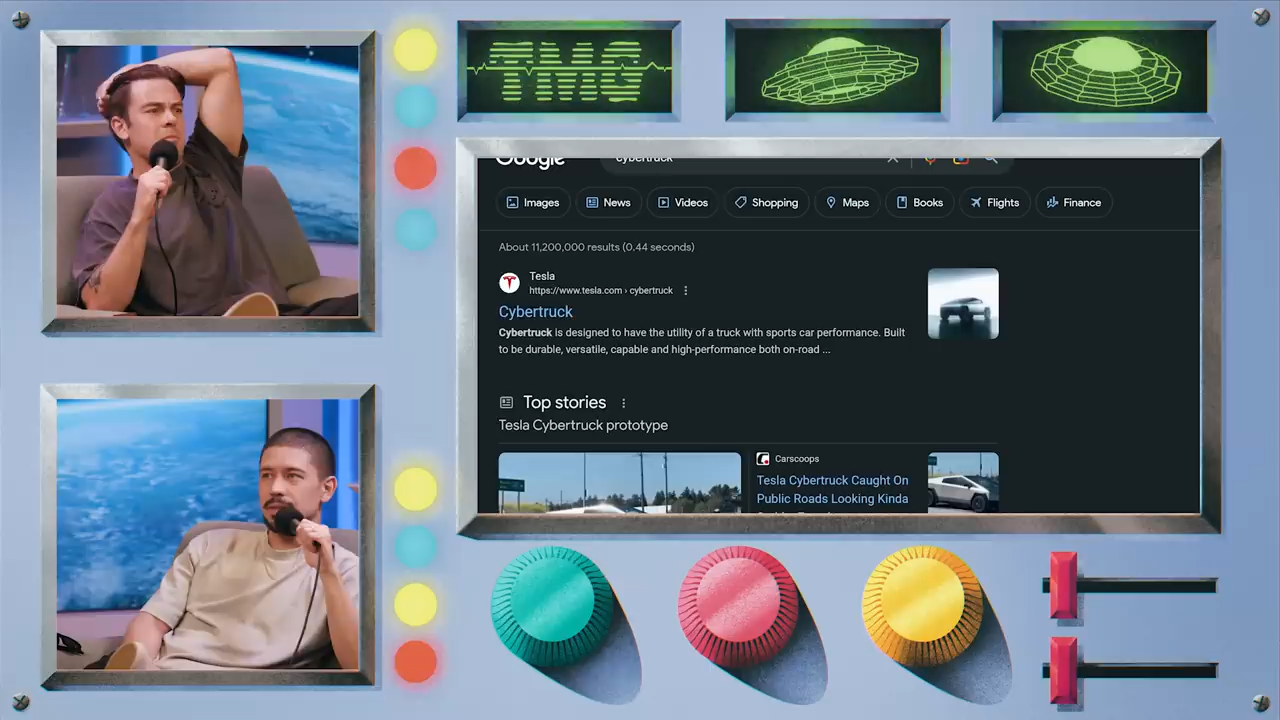 TMG
Google
cybertruck
Images
News
Videos
Shopping
Maps
Books
Flights
Finance
About 11,200,000 results (0.44 seconds)
Tesla
https://www.tesla.com › cybertruck
Cybertruck
Cybertruck is designed to have the utility of a truck with sports car performance. Built
to be durable, versatile, capable and high-performance both on-road ...
Top stories
Tesla Cybertruck prototype
Carscoops
Tesla Cybertruck Caught On
Public Roads Looking Kinda